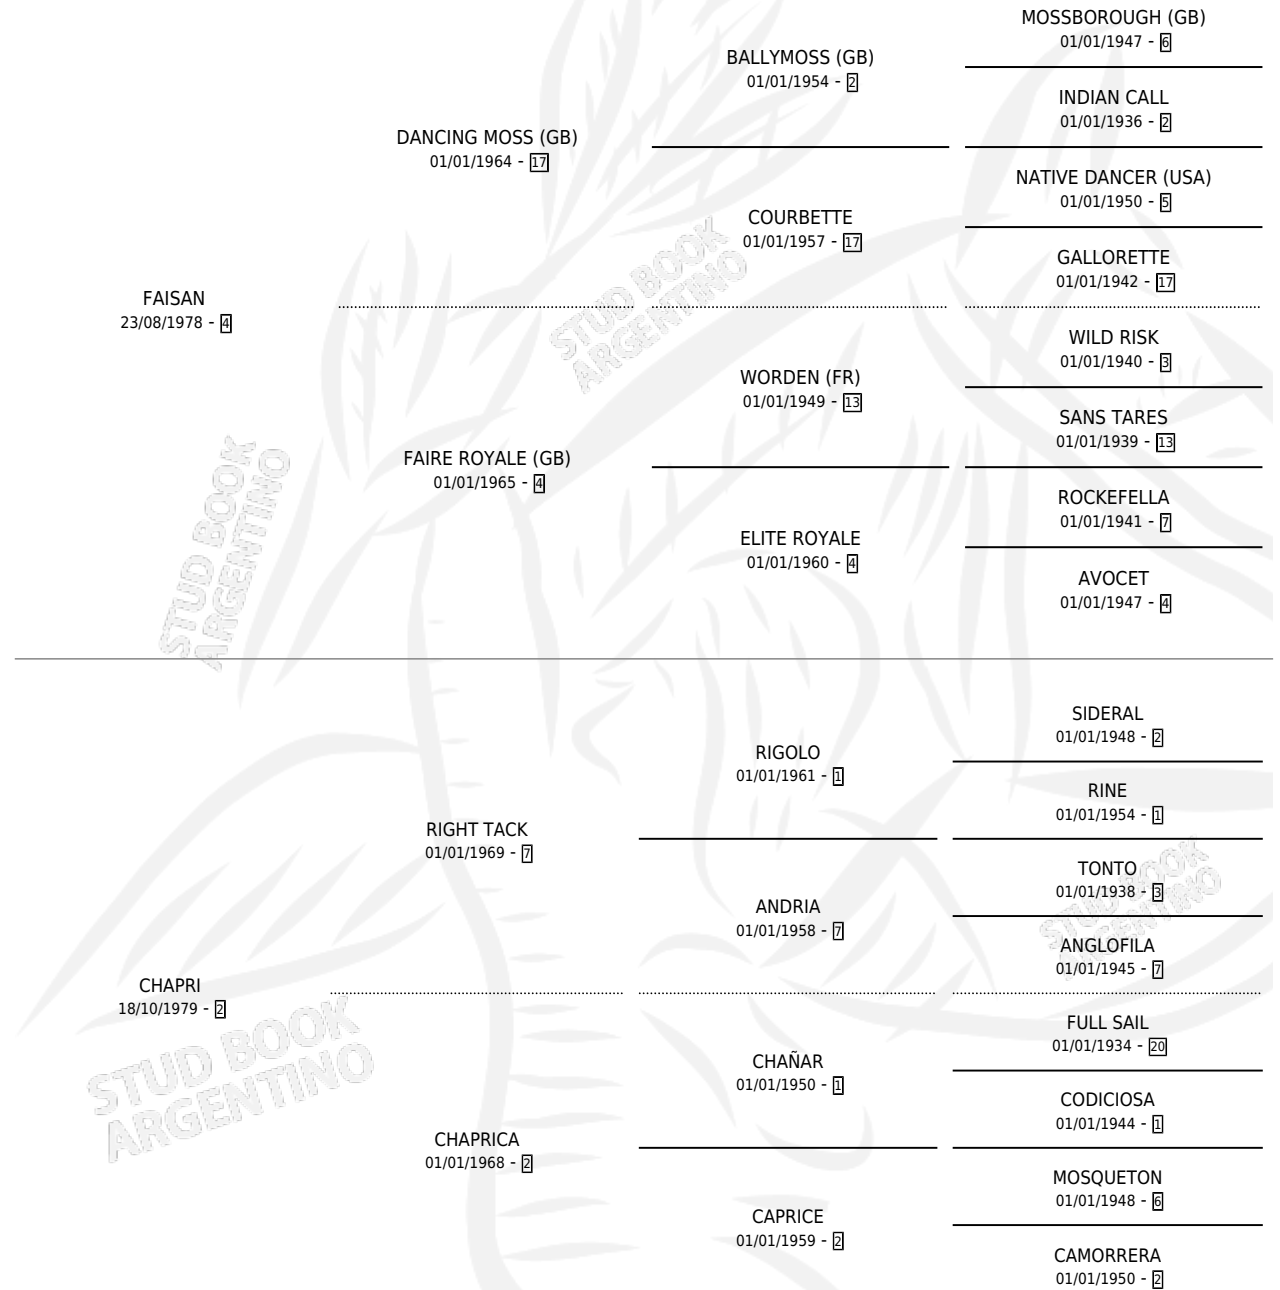 MOSSBOROUGH (GB)
01/01/1947 - 6
BALLYMOSS (GB)
01/01/1954 - 2
INDIAN CALL
01/01/1936 - 2
DANCING MOSS (GB)
01/01/1964 - 17
NATIVE DANCER (USA)
01/01/1950 - 5
COURBETTE
01/01/1957 - 17
GALLORETTE
01/01/1942 - 17
FAISAN
23/08/1978 - 4
WILD RISK
01/01/1940 - 3
WORDEN (FR)
01/01/1949 - 13
SANS TARES
01/01/1939 - 13
FAIRE ROYALE (GB)
01/01/1965 - 4
ROCKEFELLA
01/01/1941 - 7
ELITE ROYALE
01/01/1960 - 4
AVOCET
01/01/1947 - 4
SIDERAL
01/01/1948 - 2
RIGOLO
01/01/1961 - 1
RINE
01/01/1954 - 1
RIGHT TACK
01/01/1969 - 7
TONTO
01/01/1938 - 3
ANDRIA
01/01/1958 - 7
ANGLOFILA
01/01/1945 - 7
CHAPRI
18/10/1979 - 2
FULL SAIL
01/01/1934 - 20
CHAÑAR
01/01/1950 - 1
CODICIOSA
01/01/1944 - 1
CHAPRICA
01/01/1968 - 2
MOSQUETON
01/01/1948 - 6
CAPRICE
01/01/1959 - 2
CAMORRERA
01/01/1950 - 2
STUD BOOK
ARGENTINO
STUD BOOK
ARGENTINO
STUD BOOK
ARGENTINO
STUD BOOK
ARGENTINO